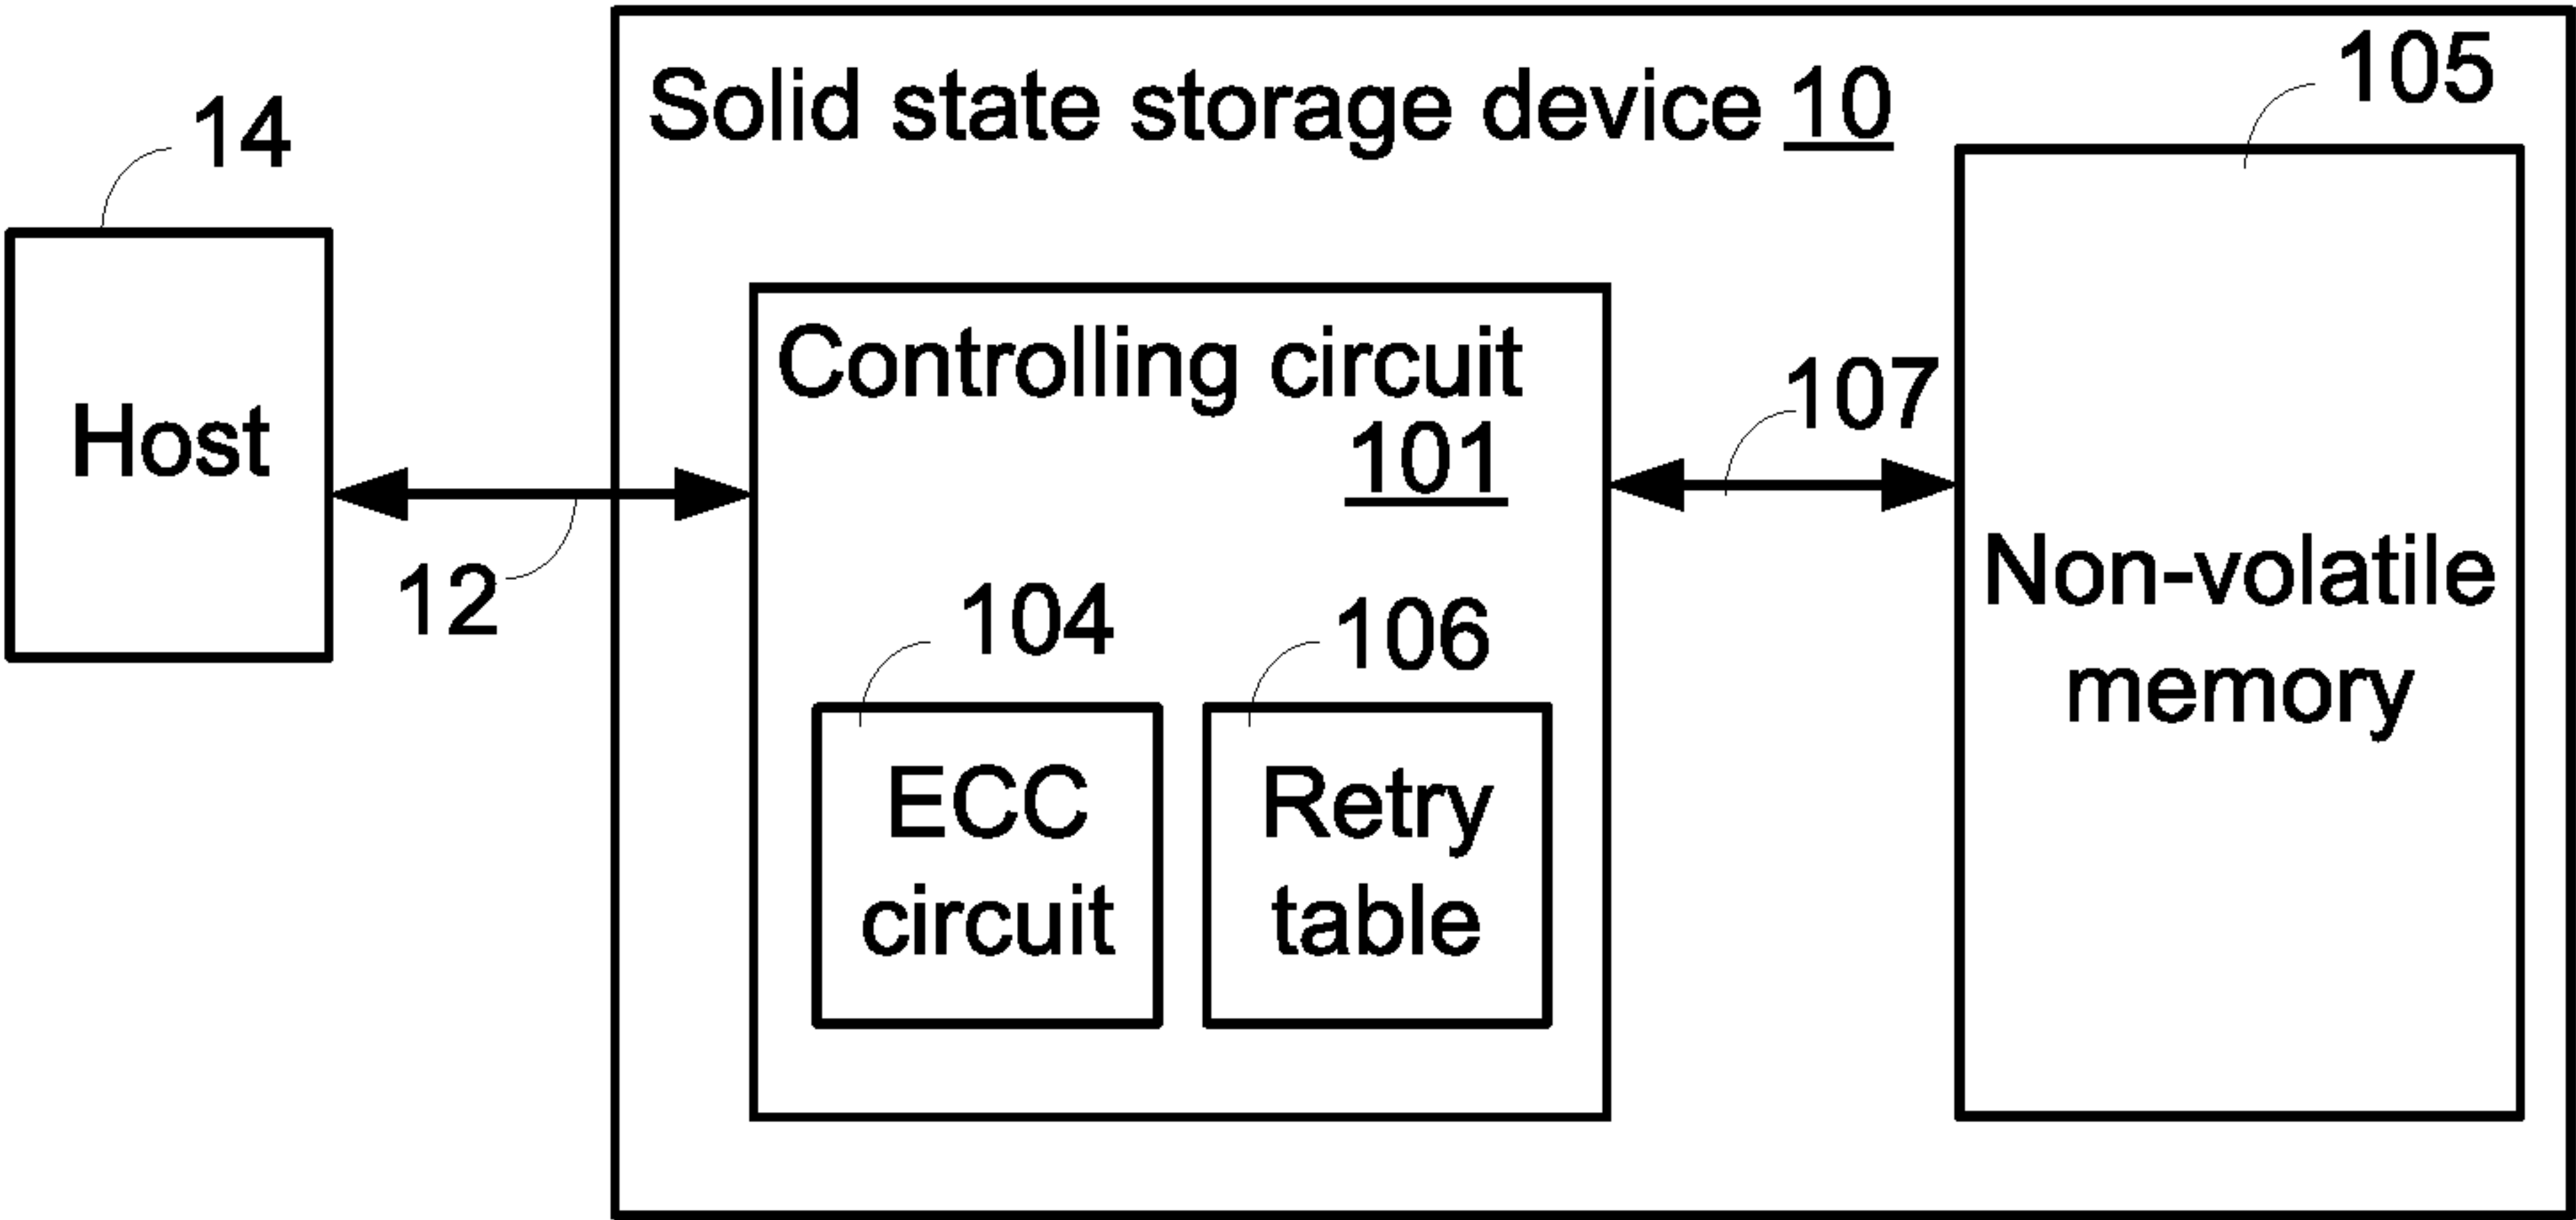 Solid state storage device 10
105
14
Host
12
Controlling circuit
101
107
104
106
ECC
circuit
Retry
table
Non-volatile
memory